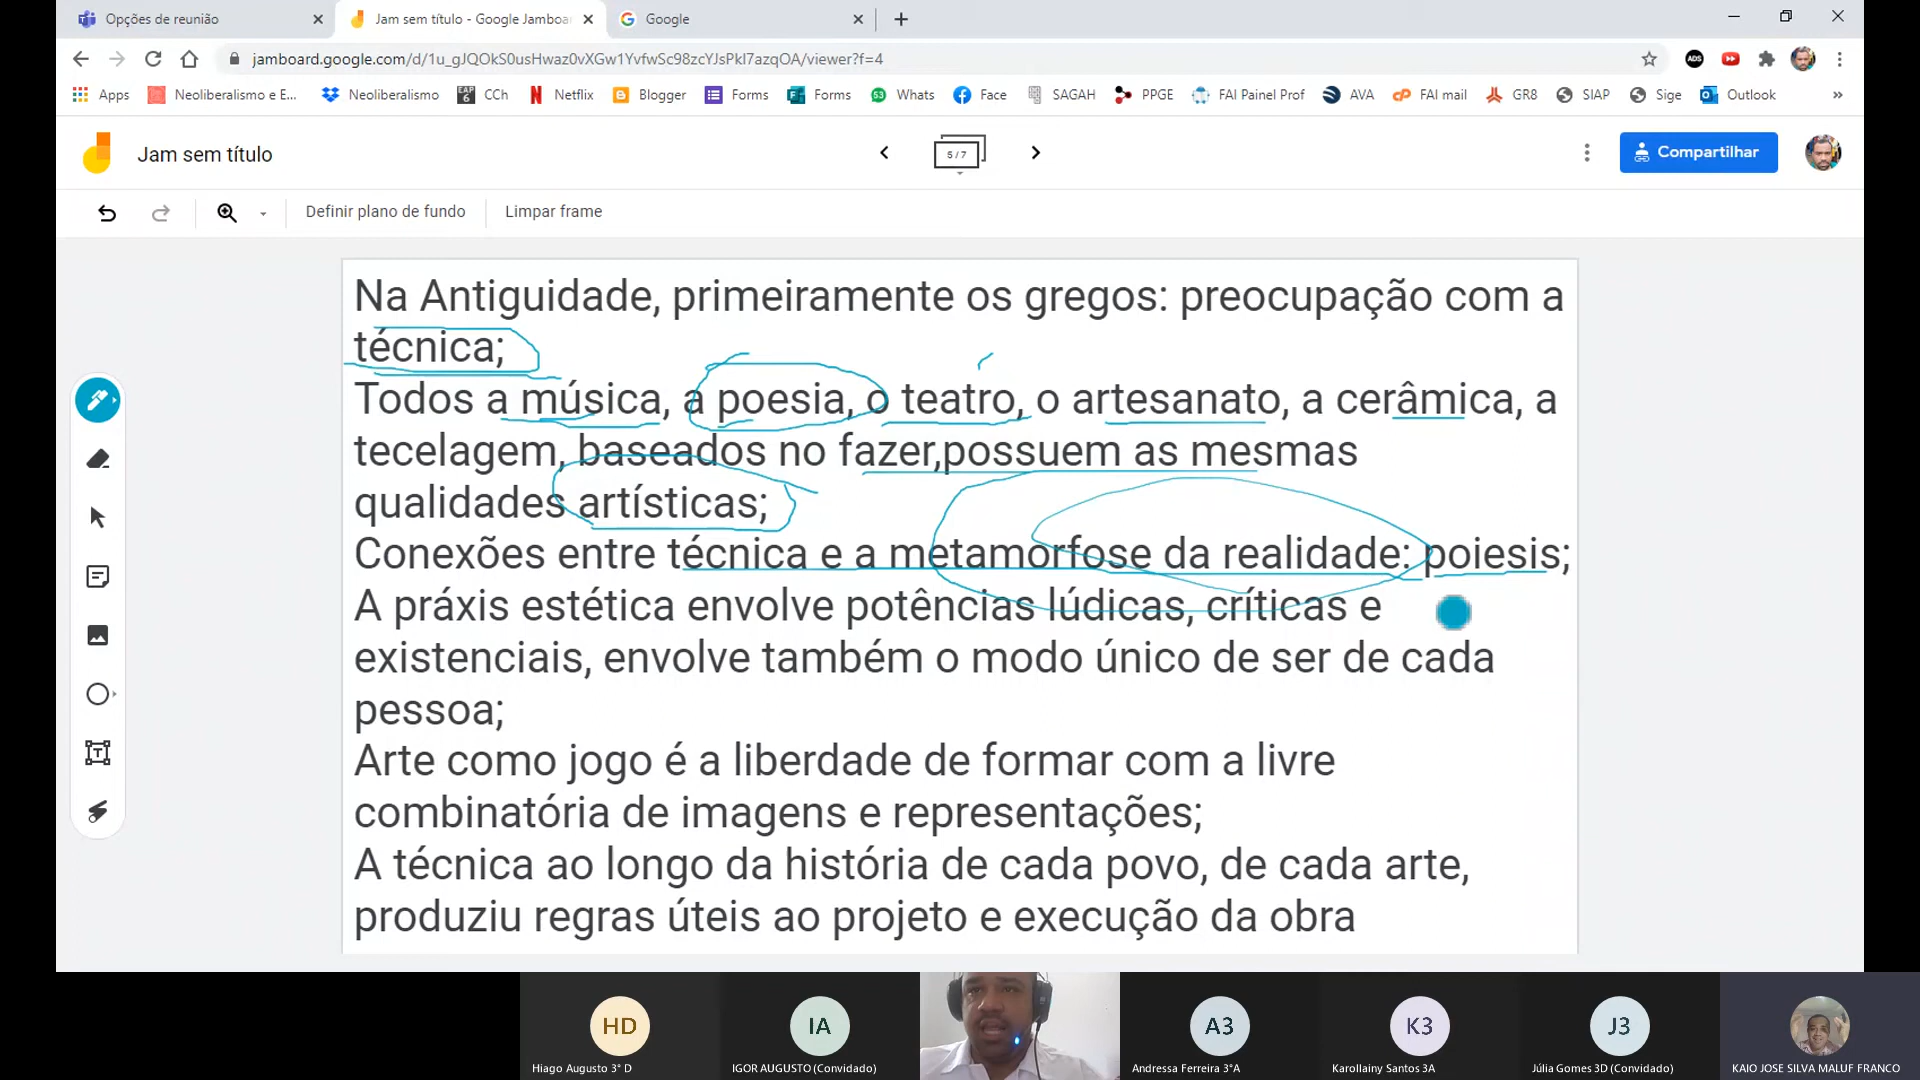 Opções de reunião
Jam sem título - Google Jamboa
Google
jamboard.google.com/d/1u_gJQOkS0usHwaz0vXGw1YvfwSc98zcYJsPkI7azqOA/viewer?f=4
ADS
Apps Neoliberalismo e E... Neoliberalismo CCh Netflix Blogger Forms Forms Whats Face SAGAH PPGE FAI Painel Prof AVA FAI mail GR8 SIAP Sige Outlook »
Jam sem título
5 / 7
Compartilhar
Definir plano de fundo
Limpar frame
Na Antiguidade, primeiramente os gregos: preocupação com a
técnica;
Todos a música, a poesia, o teatro, o artesanato, a cerâmica, a
tecelagem, baseados no fazer,possuem as mesmas
qualidades artísticas;
Conexões entre técnica e a metamorfose da realidade: poiesis;
A práxis estética envolve potências lúdicas, críticas e
existenciais, envolve também o modo único de ser de cada
pessoa;
Arte como jogo é a liberdade de formar com a livre
combinatória de imagens e representações;
A técnica ao longo da história de cada povo, de cada arte,
produziu regras úteis ao projeto e execução da obra
HD IA A3 K3 J3
Hiago Augusto 3° D
IGOR AUGUSTO (Convidado)
Andressa Ferreira 3°A
Karollainy Santos 3A
Júlia Gomes 3D (Convidado)
KAIO JOSE SILVA MALUF FRANCO